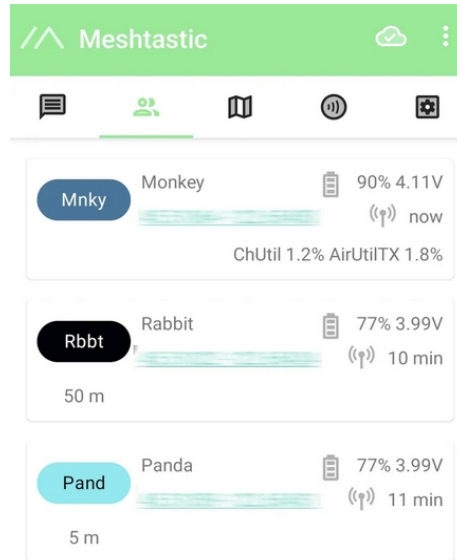 Meshtastic
Mnky Monkey 90% 4.11V
now
ChUtil 1.2% AirUtilTX 1.8%
Rbbt Rabbit 77% 3.99V
10 min
50 m
Pand Panda 77% 3.99V
11 min
5 m